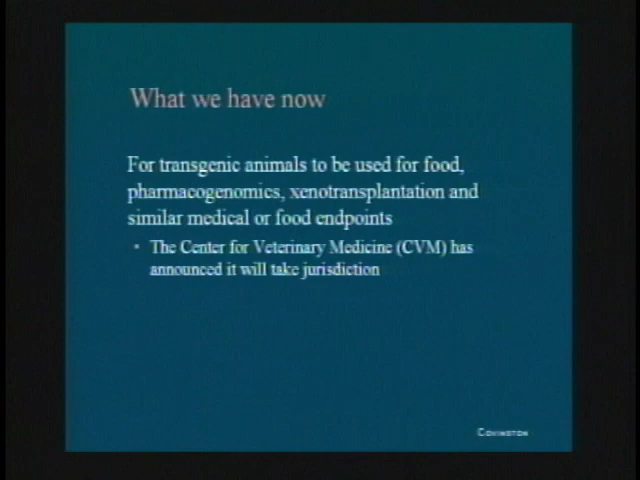 What we have now
For transgenic animals to be used for food,
pharmacogenomics, xenotransplantation and
similar medical or food endpoints
• The Center for Veterinary Medicine (CVM) has
announced it will take jurisdiction
COVINGTON